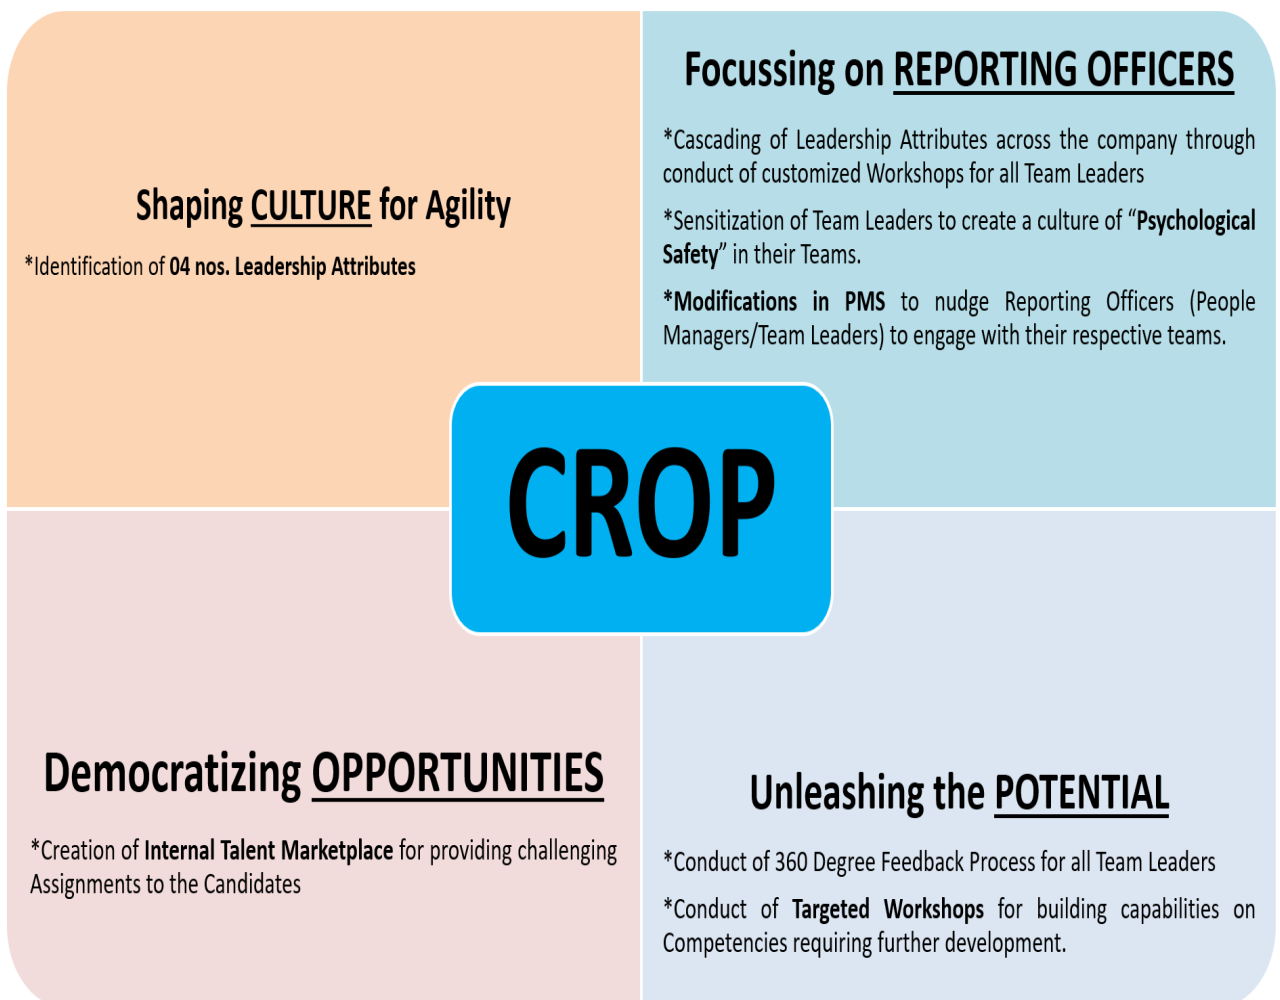 Shaping CULTURE for Agility
*Identification of 04 nos. Leadership Attributes
Focussing on REPORTING OFFICERS
*Cascading of Leadership Attributes across the company through
conduct of customized Workshops for all Team Leaders
*Sensitization of Team Leaders to create a culture of “Psychological
Safety” in their Teams.
*Modifications in PMS to nudge Reporting Officers (People
Managers/Team Leaders) to engage with their respective teams.
CROP
Democratizing OPPORTUNITIES
*Creation of Internal Talent Marketplace for providing challenging
Assignments to the Candidates
Unleashing the POTENTIAL
*Conduct of 360 Degree Feedback Process for all Team Leaders
*Conduct of Targeted Workshops for building capabilities on
Competencies requiring further development.